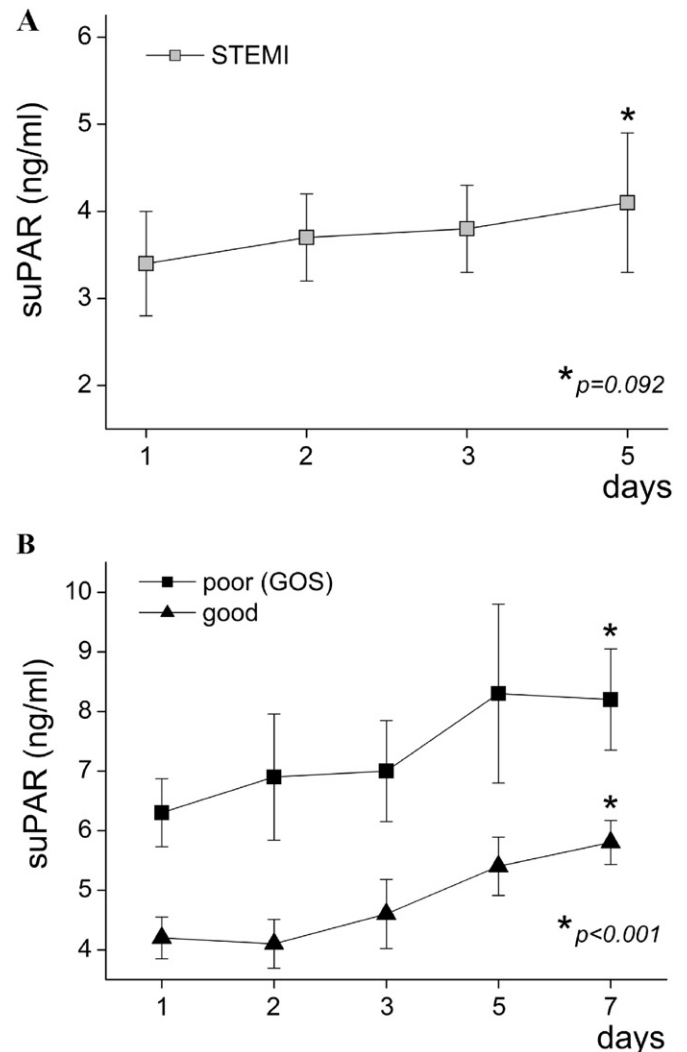 A
6
STEMI
*
5
suPAR (ng/ml)
4
3
2
* p=0.092
1 2 3 5
days
B
10
poor (GOS)
good
9
*
8
suPAR (ng/ml)
7
*
6
5
4
* p<0.001
1 2 3 5 7
days